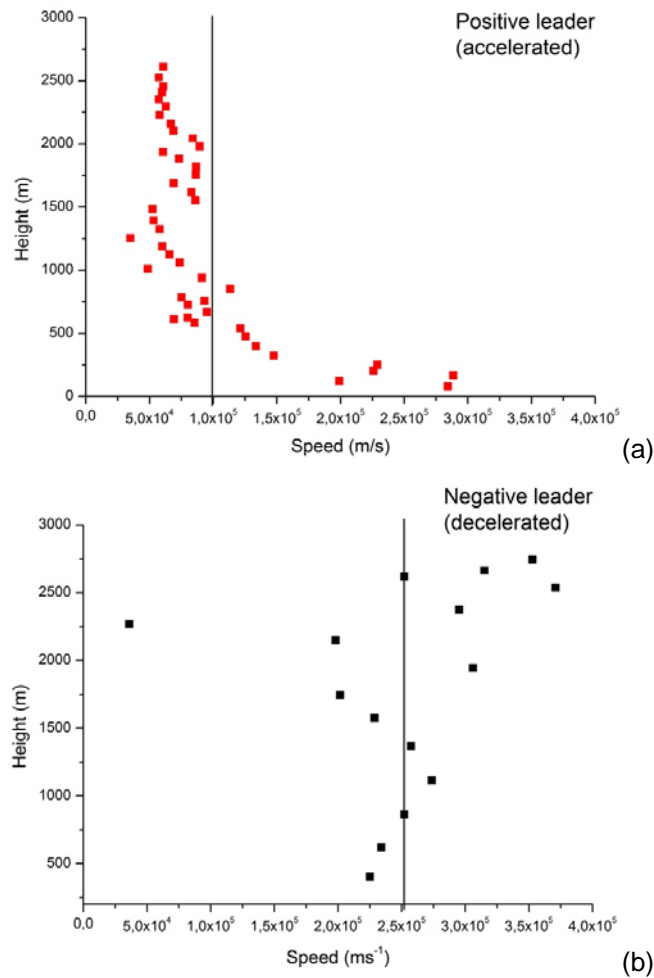 Positive leader
(accelerated)
3000
2500
2000
1500
1000
500
0
Height (m)
0,0
5,0x10⁴
1,0x10⁵
1,5x10⁵
2,0x10⁵
2,5x10⁵
3,0x10⁵
3,5x10⁵
4,0x10⁵
Speed (m/s)
(a)
Negative leader
(decelerated)
3000
2500
2000
1500
1000
500
Height (m)
0,0
5,0x10⁴
1,0x10⁵
1,5x10⁵
2,0x10⁵
2,5x10⁵
3,0x10⁵
3,5x10⁵
4,0x10⁵
Speed (ms⁻¹)
(b)